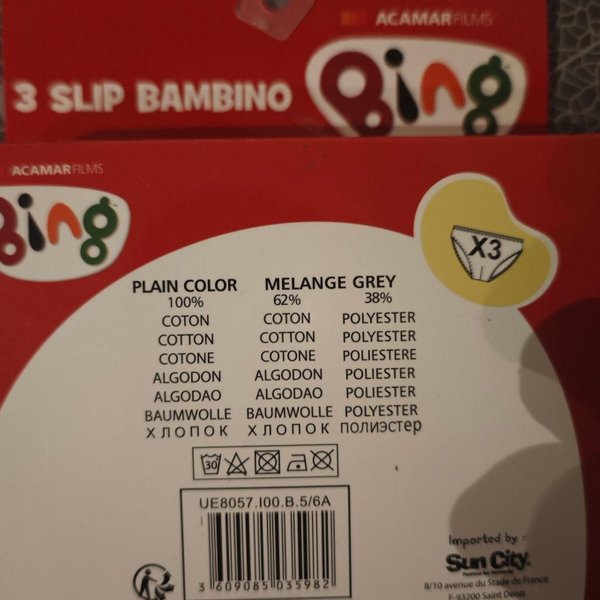 ACAMARFILMS
3 SLIP BAMBINO Bing
ACAMARFILMS
Bing
X3
PLAIN COLOR MELANGE GREY
100% 62% 38%
COTON COTON POLYESTER
COTTON COTTON POLYESTER
COTONE COTONE POLIESTERE
ALGODON ALGODON POLIESTER
ALGODAO ALGODAO POLIESTER
BAUMWOLLE BAUMWOLLE POLYESTER
ХЛОПОК ХЛОПОК ПОЛИЭСТЕР
30
UE8057.I00.B.5/6A
3 609085 035982
Imported by :
Sun City
8/10 avenue du Stade de France
F-93200 Saint Denis